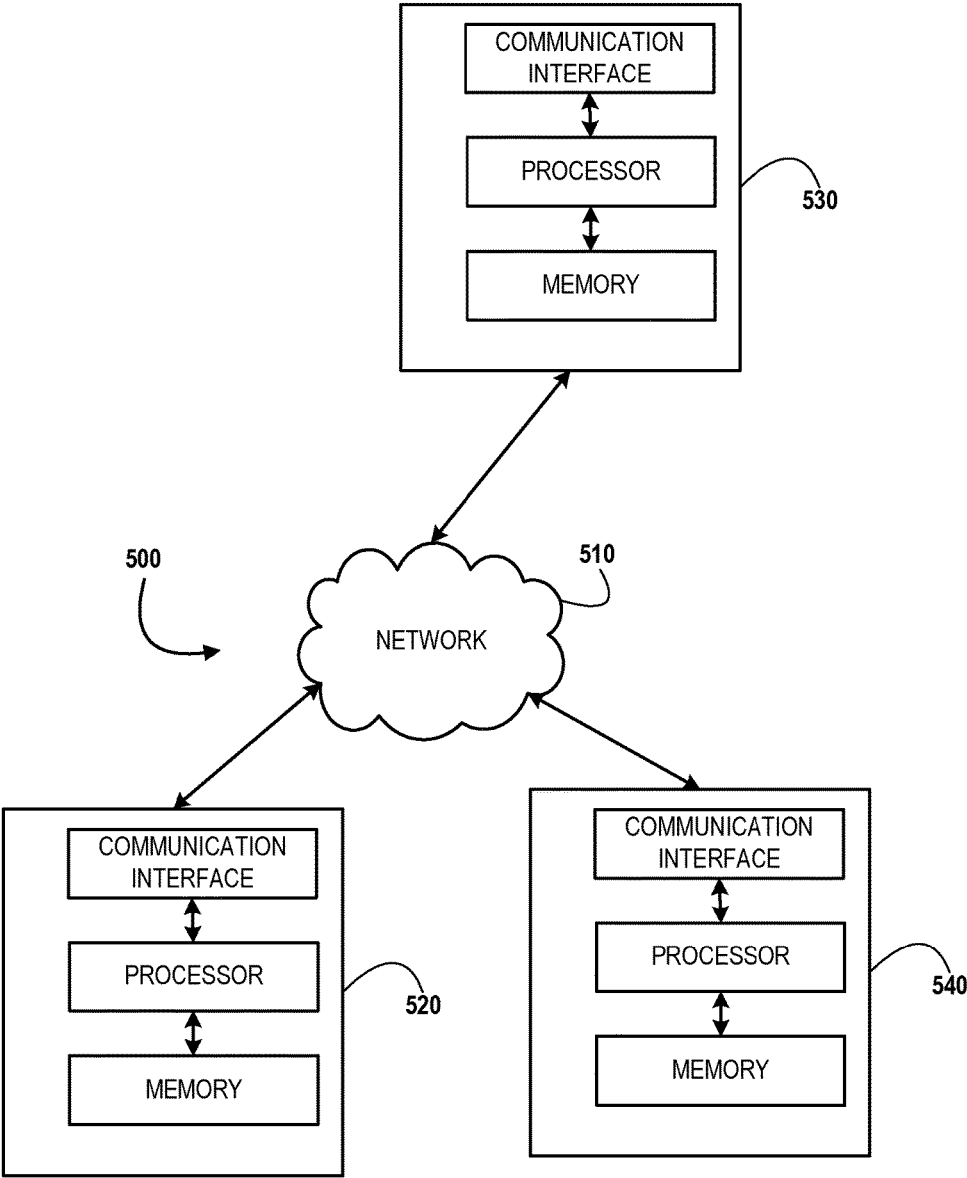 COMMUNICATION
INTERFACE
PROCESSOR
530
MEMORY
500
510
NETWORK
COMMUNICATION
INTERFACE
PROCESSOR
520
MEMORY
COMMUNICATION
INTERFACE
PROCESSOR
540
MEMORY